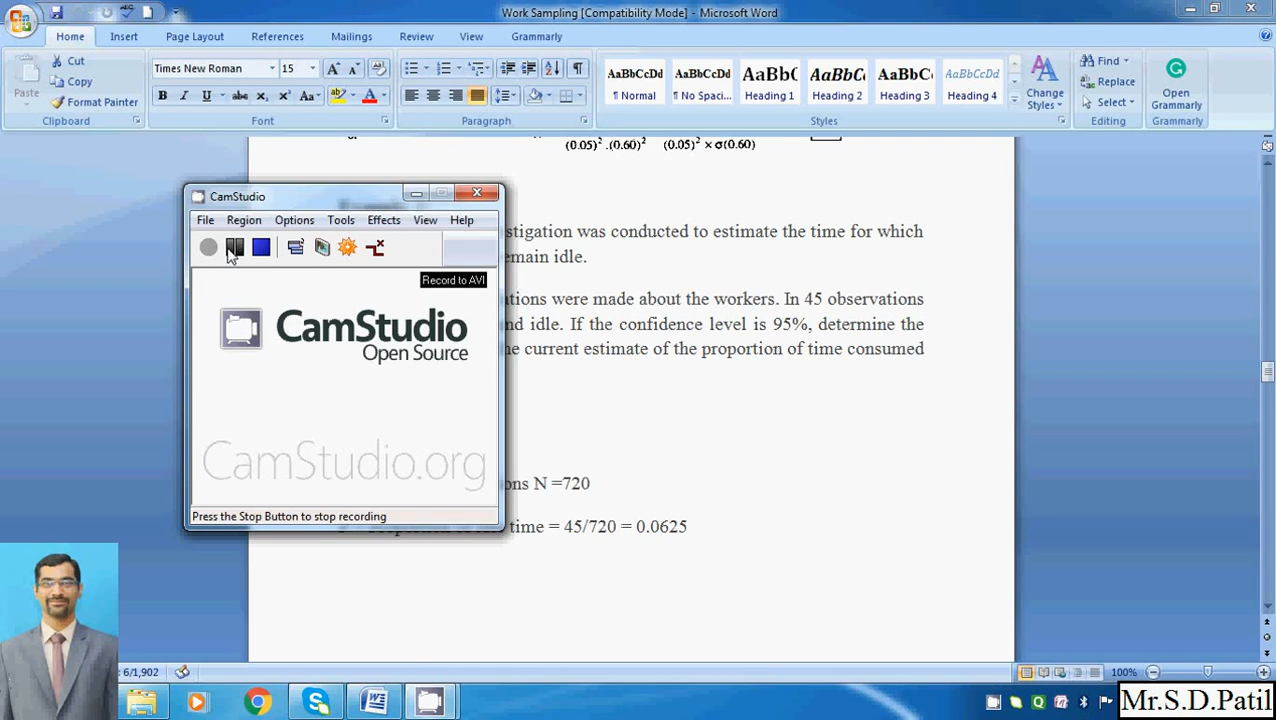 Work Sampling [Compatibility Mode] - Microsoft Word
Home Insert Page Layout References Mailings Review View Grammarly
Paste
Cut
Copy
Format Painter
Clipboard
Times New Roman 15
Font
Paragraph
AaBbCcDd AaBbCcDd AaBb( AaBbCc AaBbCc AaBbCcDd
¶ Normal ¶ No Spaci... Heading 1 Heading 2 Heading 3 Heading 4
Change Styles
Styles
Find
Replace
Select
Editing
Open Grammarly
Grammarly
(0.05)² .(0.60)² (0.05)² × σ(0.60)
stigation was conducted to estimate the time for which
emain idle.
tions were made about the workers. In 45 observations
nd idle. If the confidence level is 95%, determine the
he current estimate of the proportion of time consumed
ons N =720
time = 45/720 = 0.0625
CamStudio
File Region Options Tools Effects View Help
Record to AVI
CamStudio
Open Source
CamStudio.org
Press the Stop Button to stop recording
6/1,902
100%
Mr.S.D.Patil